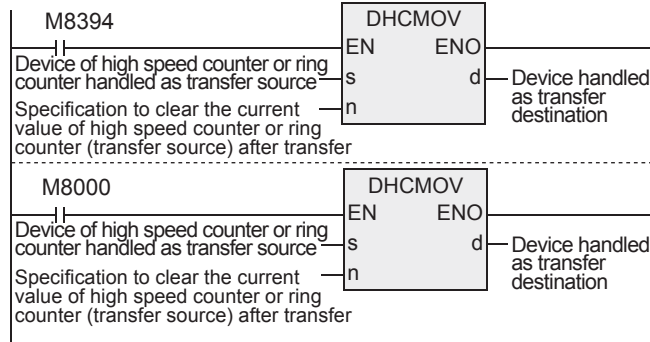 M8394
DHCMOV
EN ENO
Device of high speed counter or ring
counter handled as transfer source
s d
Device handled
as transfer
destination
Specification to clear the current
value of high speed counter or ring
counter (transfer source) after transfer
n
M8000
DHCMOV
EN ENO
Device of high speed counter or ring
counter handled as transfer source
s d
Device handled
as transfer
destination
Specification to clear the current
value of high speed counter or ring
counter (transfer source) after transfer
n